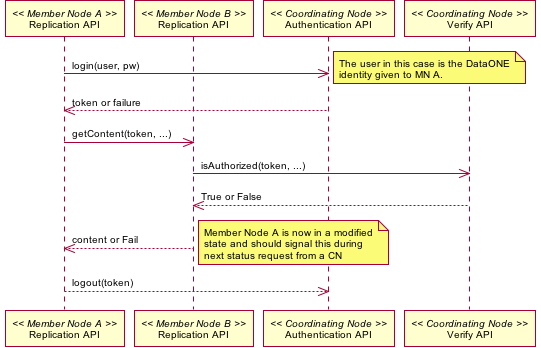 << Member Node A >>
Replication API
<< Member Node B >>
Replication API
<< Coordinating Node >>
Authentication API
<< Coordinating Node >>
Verify API
login(user, pw)
The user in this case is the DataONE
identity given to MN A.
token or failure
getContent(token, ...)
isAuthorized(token, ...)
True or False
Member Node A is now in a modified
state and should signal this during
next status request from a CN
content or Fail
logout(token)
<< Member Node A >>
Replication API
<< Member Node B >>
Replication API
<< Coordinating Node >>
Authentication API
<< Coordinating Node >>
Verify API